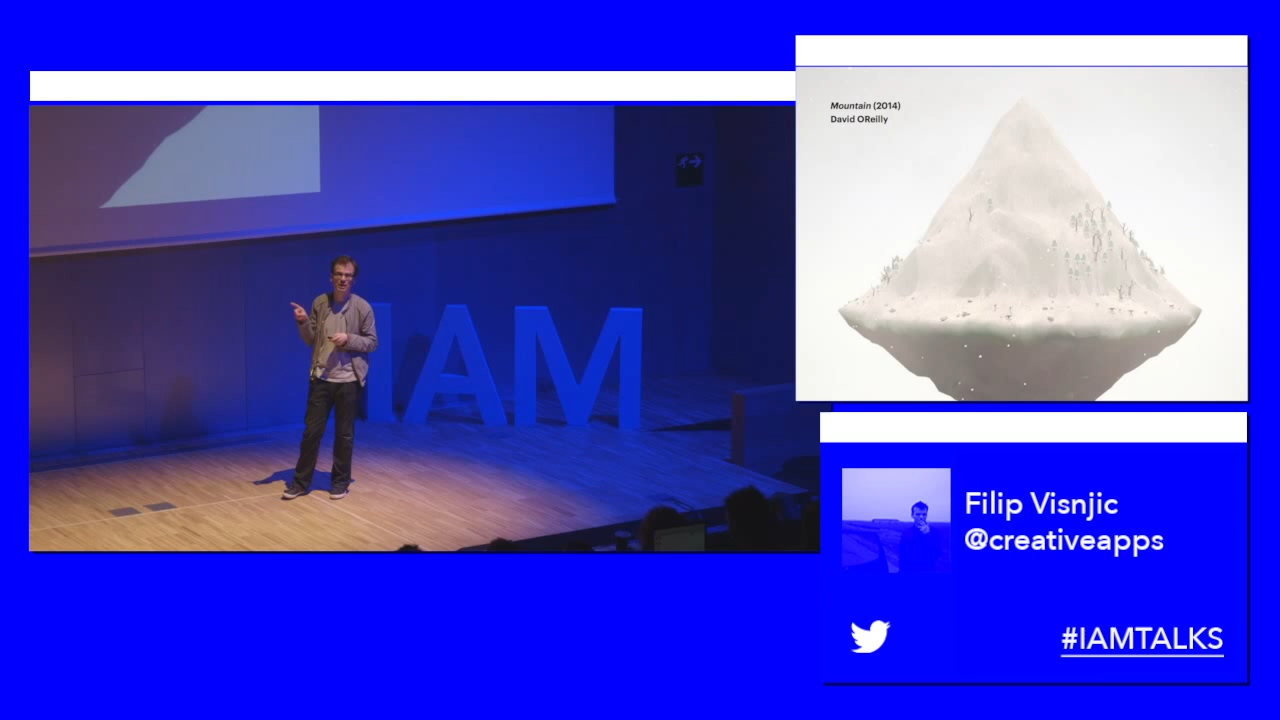 Mountain (2014)
David OReilly
IAM
Filip Visnjic
@creativeapps
#IAMTALKS